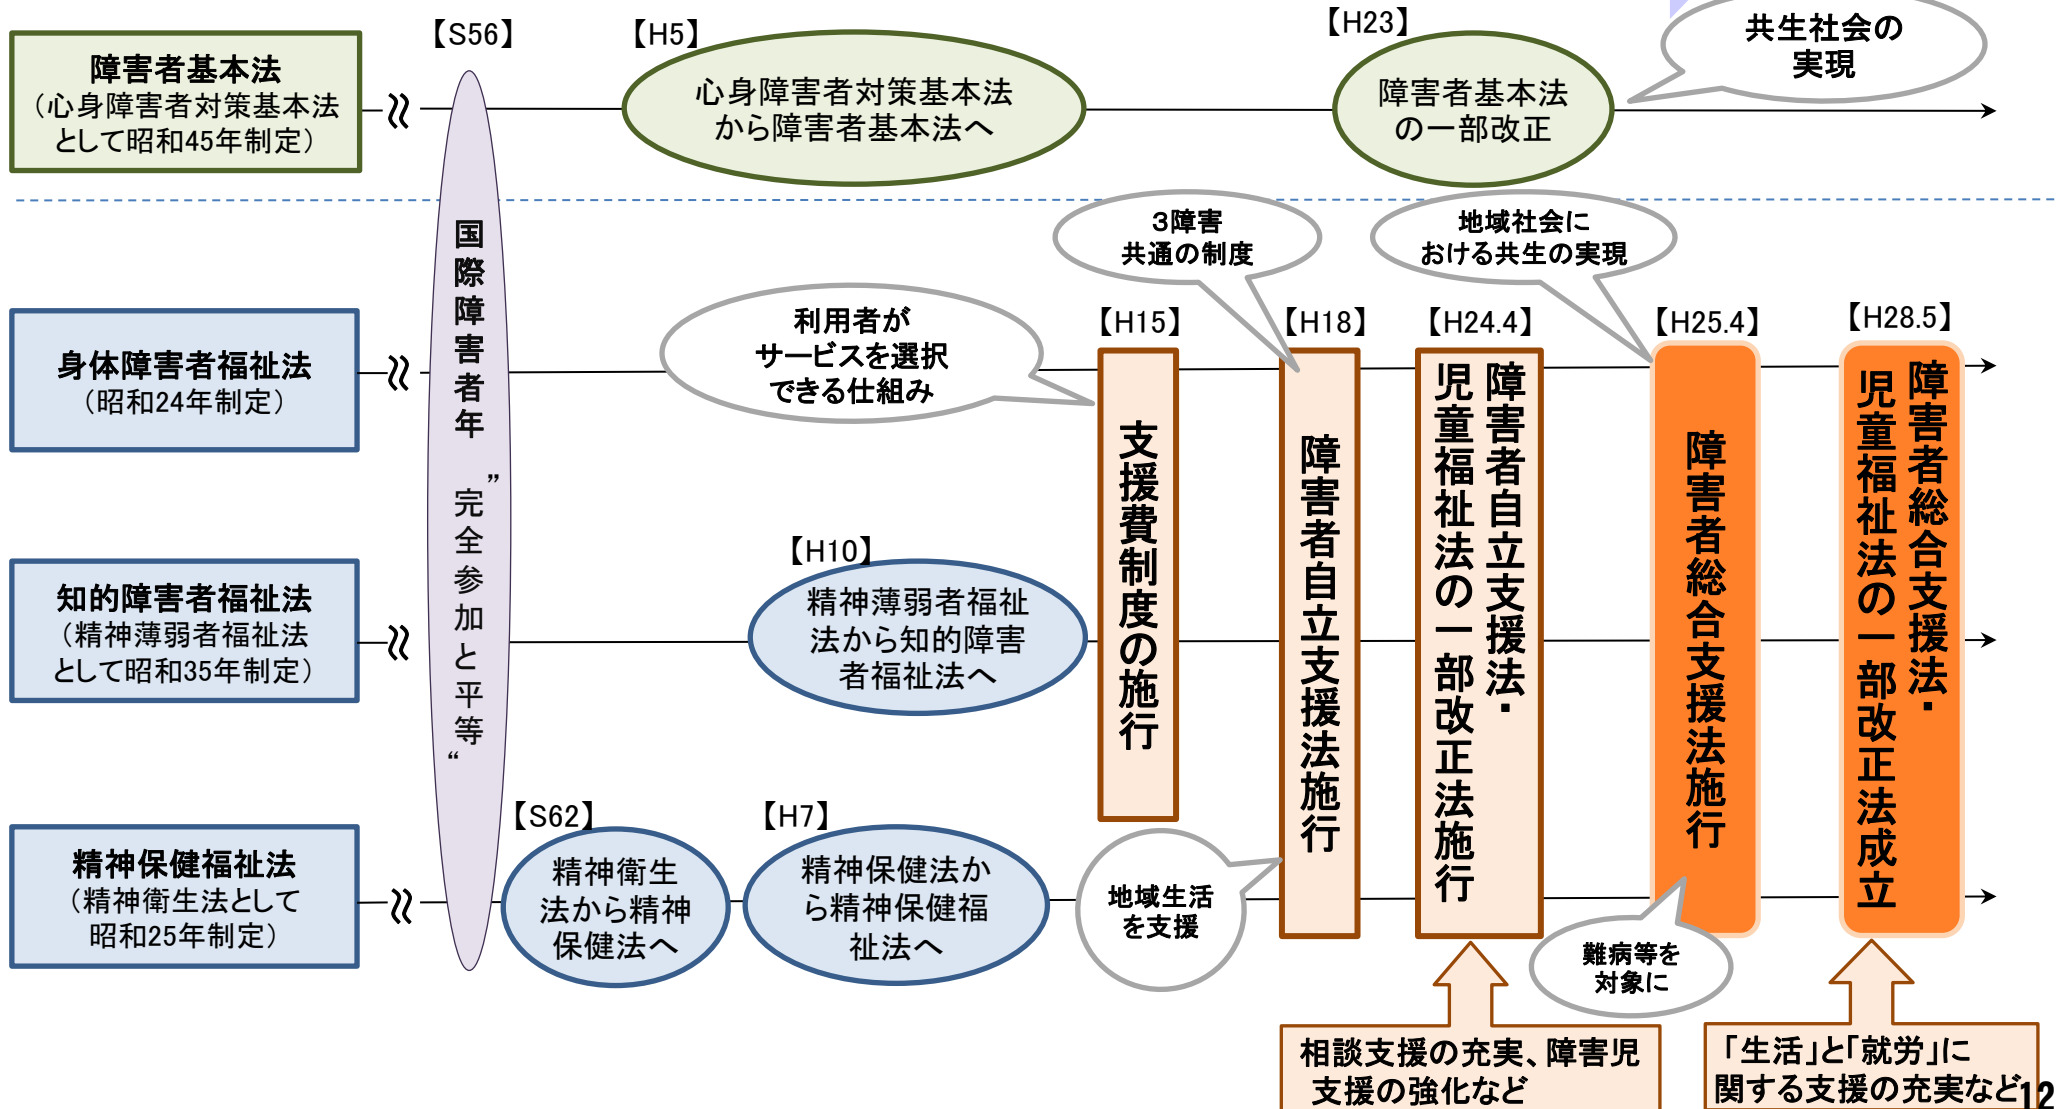 障害者基本法
（心身障害者対策基本法
として昭和45年制定）
【S56】
国際障害者年 ”完全参加と平等“
【H5】
心身障害者対策基本法
から障害者基本法へ
【H23】
障害者基本法
の一部改正
共生社会の
実現
3障害
共通の制度
地域社会に
おける共生の実現
身体障害者福祉法
（昭和24年制定）
利用者が
サービスを選択
できる仕組み
【H15】
支援費制度の施行
【H18】
障害者自立支援法施行
【H24.4】
障害者自立支援法・
児童福祉法の一部改正法施行
【H25.4】
障害者総合支援法施行
【H28.5】
障害者総合支援法・
児童福祉法の一部改正法成立
知的障害者福祉法
（精神薄弱者福祉法
として昭和35年制定）
【H10】
精神薄弱者福祉
法から知的障害
者福祉法へ
精神保健福祉法
（精神衛生法として
昭和25年制定）
【S62】
精神衛生
法から精神
保健法へ
【H7】
精神保健法か
ら精神保健福
祉法へ
地域生活
を支援
難病等を
対象に
相談支援の充実、障害児
支援の強化など
「生活」と「就労」に
関する支援の充実など
12